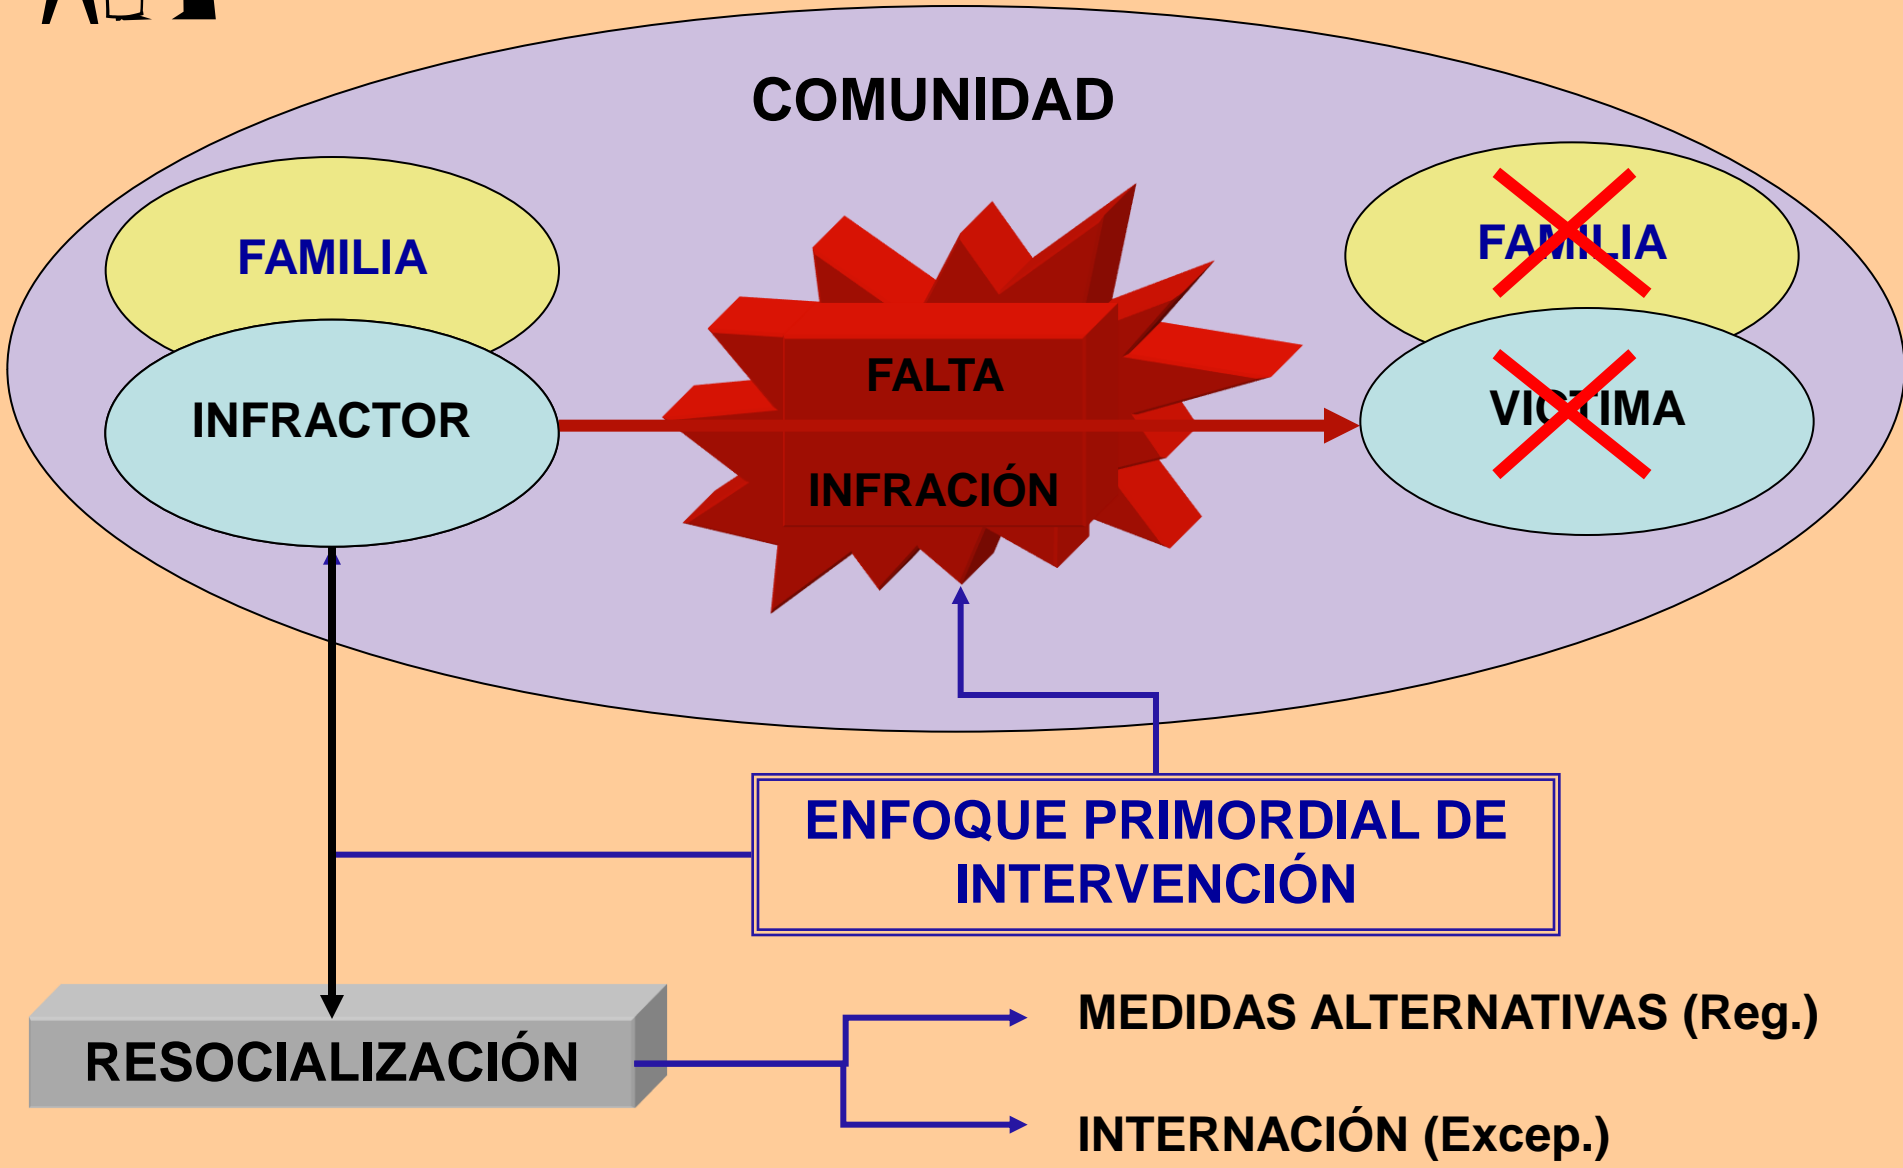 COMUNIDAD
FAMILIA
FAMILIA
INFRACTOR
FALTA
INFRACIÓN
VICTIMA
ENFOQUE PRIMORDIAL DE
INTERVENCIÓN
RESOCIALIZACIÓN
MEDIDAS ALTERNATIVAS (Reg.)
INTERNACIÓN (Excep.)